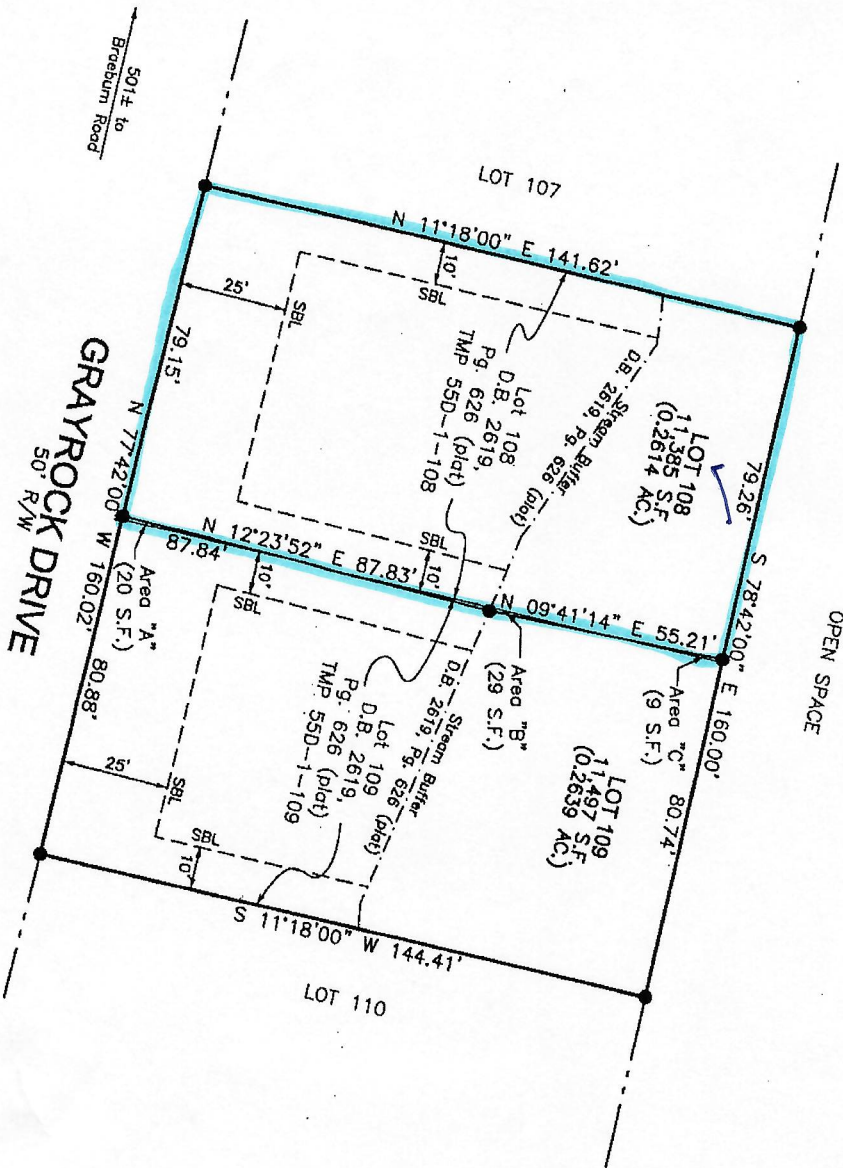 501± to
Braeburn Road
LOT 107
N 11°18'00" E 141.62'
10'
SBL
25'
SBL
79.15'
Lot 108
D.B. 2619,
Pg. 626 (plat)
TMP 55D-1-108
Stream Buffer
D.B. 2619, Pg. 626 (plat)
LOT 108
11,385 S.F.
(0.2614 AC.)
79.26'
S 78°42'00" E 160.00'
OPEN SPACE
N 77°42'00" W 160.02'
GRAYROCK DRIVE
50' R/W
N 12°23'52" E 87.83'
87.84'
SBL
10'
10'
SBL
Area "A"
(20 S.F.)
N 09°41'14" E 55.21'
Area "B"
(29 S.F.)
Area "C"
(9 S.F.)
80.88'
25'
SBL
Lot 109
D.B. 2619,
Pg. 626 (plat)
TMP 55D-1-109
Stream Buffer
D.B. 2619, Pg. 626 (plat)
LOT 109
11,497 S.F.
(0.2639 AC.)
80.74'
SBL
10'
S 11°18'00" W 144.41'
LOT 110